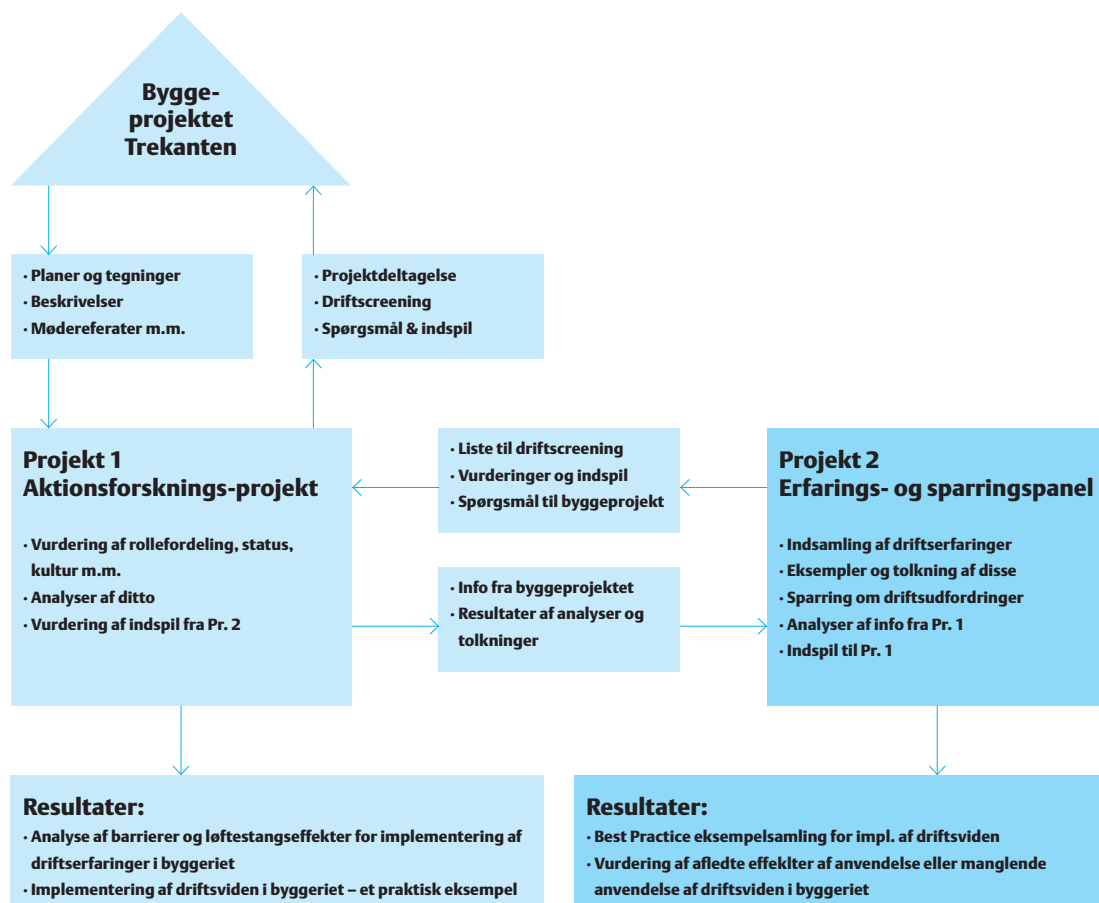 Bygge-
projektet
Trekanten
· Planer og tegninger
· Beskrivelser
· Mødereferater m.m.
· Projektdeltagelse
· Driftscreening
· Spørgsmål & indspil
Projekt 1
Aktionsforsknings-projekt
· Vurdering af rollefordeling, status,
kultur m.m.
· Analyser af ditto
· Vurdering af indspil fra Pr. 2
· Liste til driftscreening
· Vurderinger og indspil
· Spørgsmål til byggeprojekt
· Info fra byggeprojektet
· Resultater af analyser og
tolkninger
Projekt 2
Erfarings- og sparringspanel
· Indsamling af driftserfaringer
· Eksempler og tolkning af disse
· Sparring om driftsudfordringer
· Analyser af info fra Pr. 1
· Indspil til Pr. 1
Resultater:
· Analyse af barrierer og løftestangseffekter for implementering af
driftserfaringer i byggeriet
· Implementering af driftsviden i byggeriet – et praktisk eksempel
Resultater:
· Best Practice eksempelsamling for impl. af driftsviden
· Vurdering af afledte effeklter af anvendelse eller manglende
anvendelse af driftsviden i byggeriet